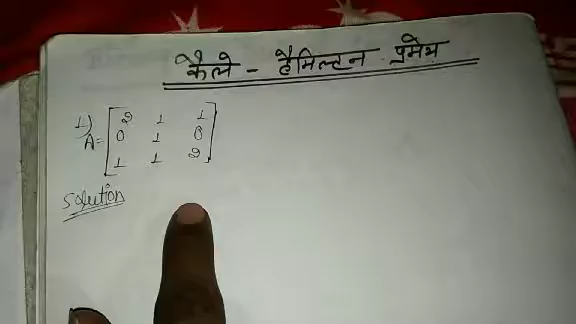 कैले - हैमिल्टन प्रमेय
1) A = [ 2 1 1
0 1 0
1 1 2 ]
Solution